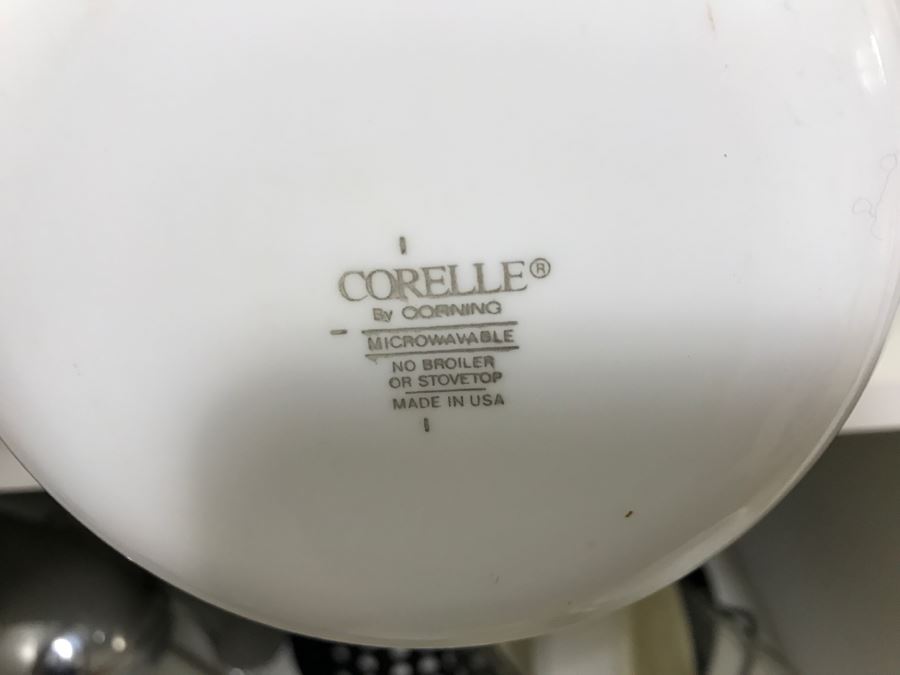 CORELLE®
By CORNING
MICROWAVABLE
NO BROILER
OR STOVETOP
MADE IN USA